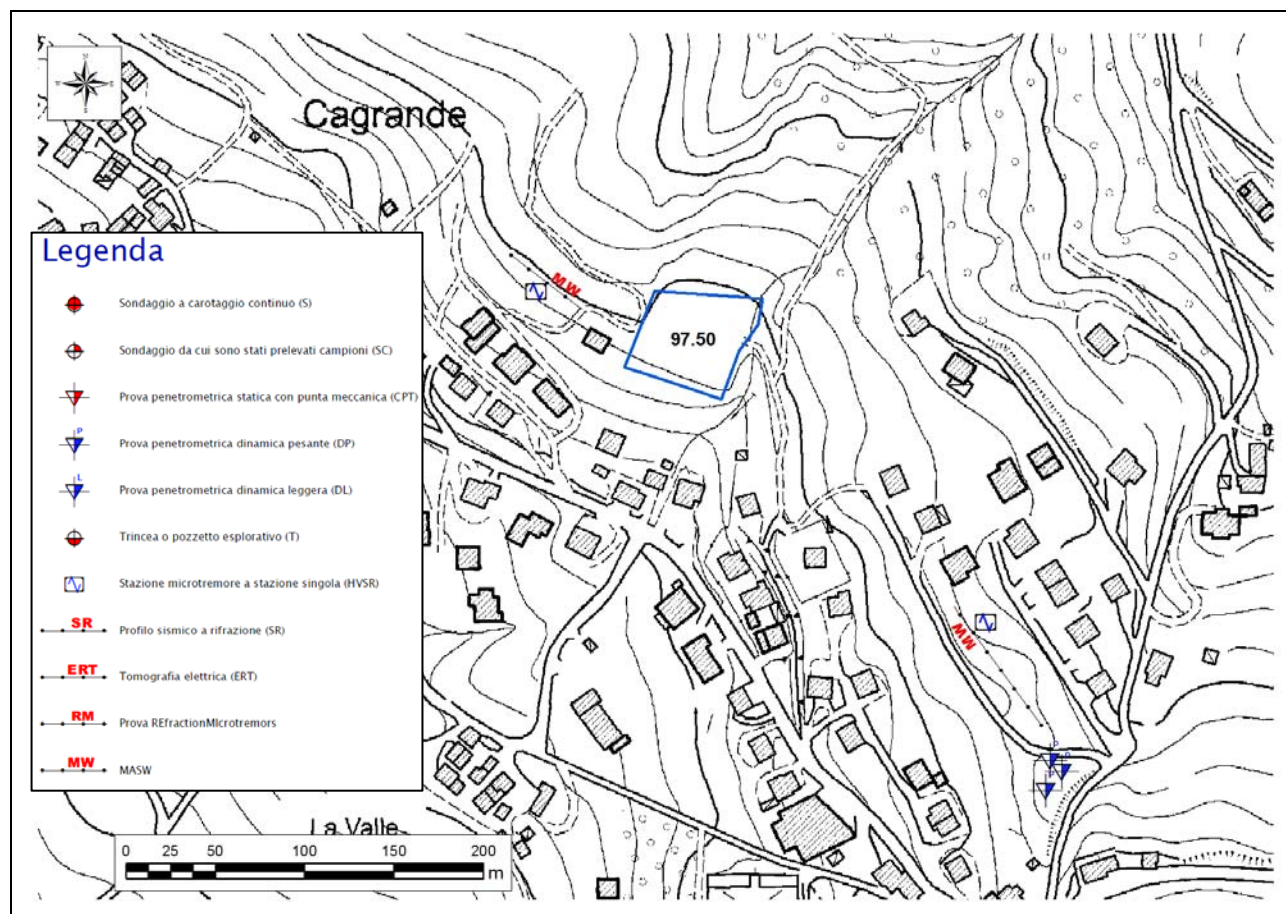 Cagrande
Legenda
Sondaggio a carotaggio continuo (S)
Sondaggio da cui sono stati prelevati campioni (SC)
Prova penetrometrica statica con punta meccanica (CPT)
P
Prova penetrometrica dinamica pesante (DP)
L
Prova penetrometrica dinamica leggera (DL)
Trincea o pozzetto esplorativo (T)
Stazione microtremore a stazione singola (HVSR)
SR
Profilo sismico a rifrazione (SR)
ERT
Tomografia elettrica (ERT)
RM
Prova REfractionMIcrotremors
MW
MASW
MW
97.50
MW
P
P
P
La Valle
0 25 50 100 150 200
m